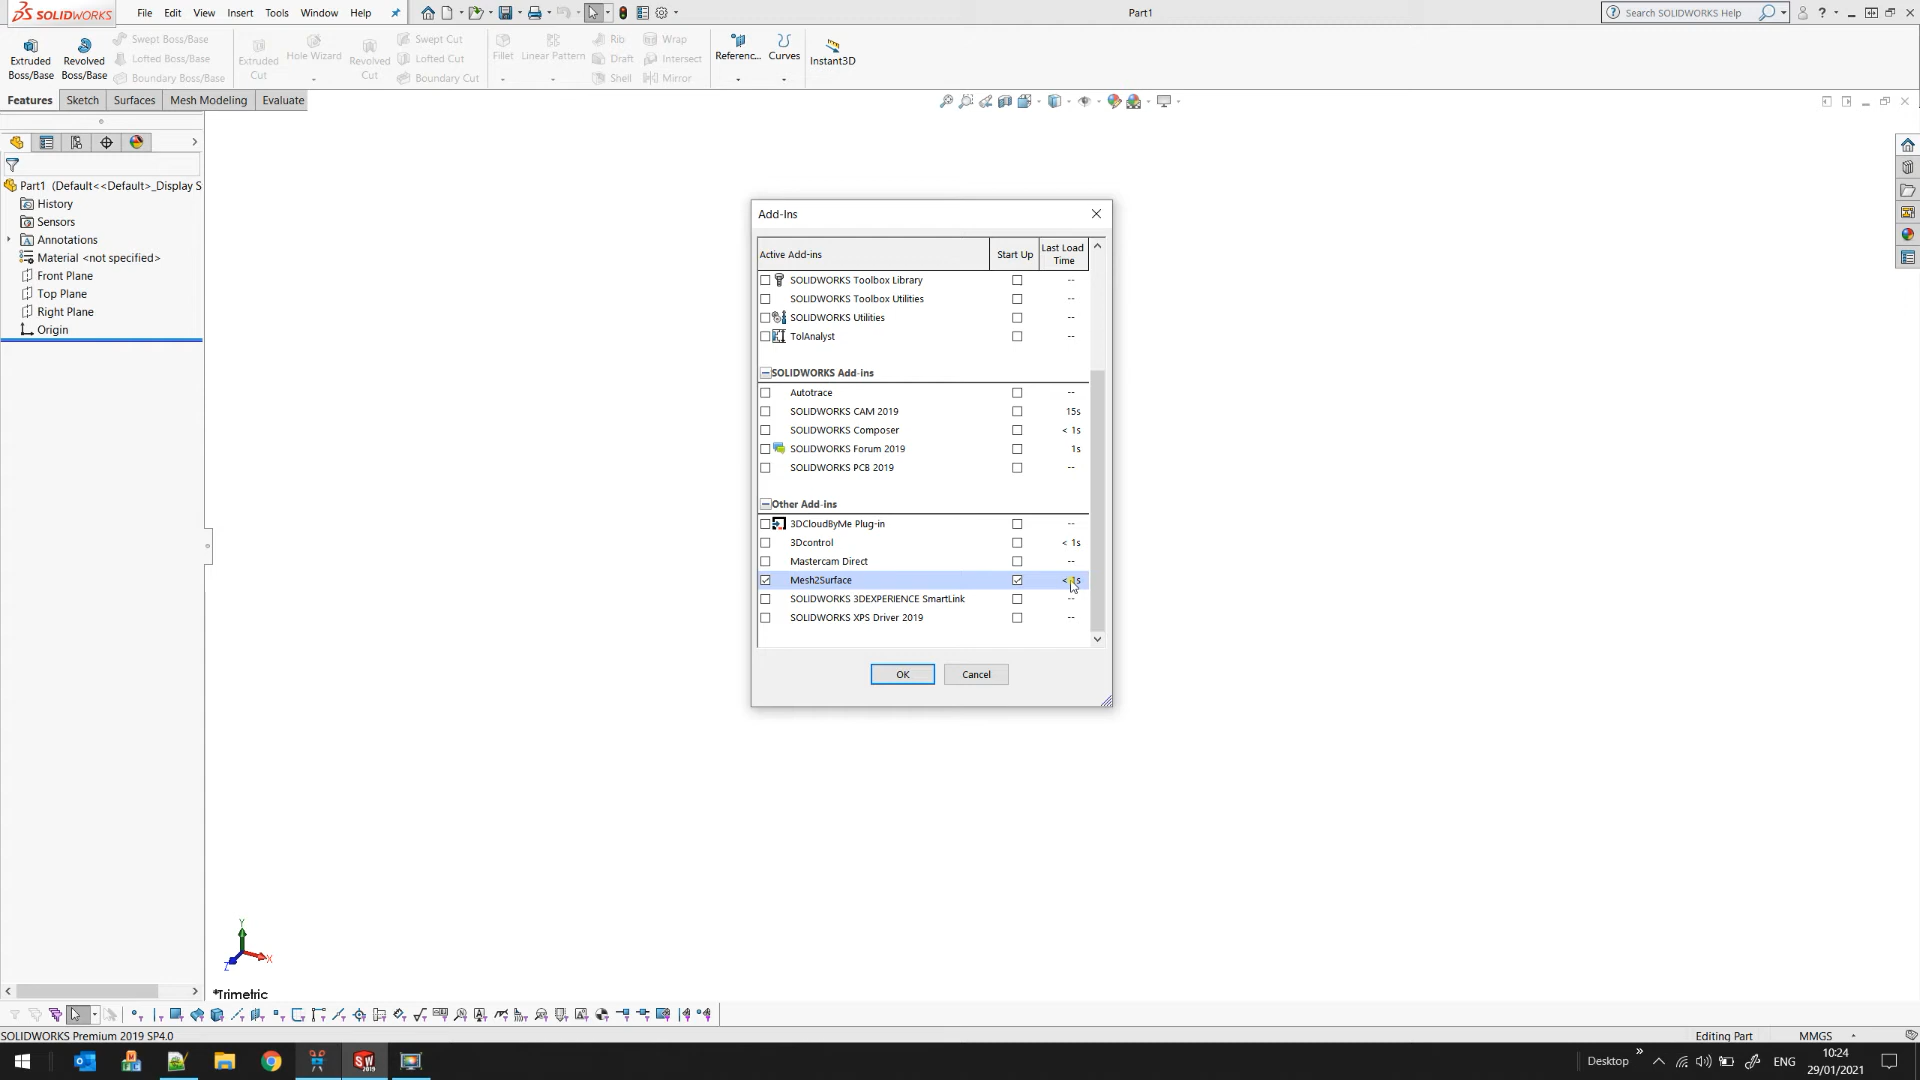 SOLIDWORKS File Edit View Insert Tools Window Help Part1 Search SOLIDWORKS Help
Extruded Boss/Base
Revolved Boss/Base
Swept Boss/Base
Lofted Boss/Base
Boundary Boss/Base
Extruded Cut
Hole Wizard
Revolved Cut
Swept Cut
Lofted Cut
Boundary Cut
Fillet
Linear Pattern
Rib
Draft
Shell
Wrap
Intersect
Mirror
Referenc...
Curves
Instant3D
Features Sketch Surfaces Mesh Modeling Evaluate
Part1 (Default<<Default>_Display S
History
Sensors
Annotations
Material <not specified>
Front Plane
Top Plane
Right Plane
Origin
Add-Ins
Active Add-ins Start Up Last Load Time
SOLIDWORKS Toolbox Library --
SOLIDWORKS Toolbox Utilities --
SOLIDWORKS Utilities --
TolAnalyst --
SOLIDWORKS Add-ins
Autotrace --
SOLIDWORKS CAM 2019 15s
SOLIDWORKS Composer < 1s
SOLIDWORKS Forum 2019 1s
SOLIDWORKS PCB 2019 --
Other Add-ins
3DCloudByMe Plug-in --
3Dcontrol < 1s
Mastercam Direct --
Mesh2Surface < 1s
SOLIDWORKS 3DEXPERIENCE SmartLink --
SOLIDWORKS XPS Driver 2019 --
OK Cancel
Y
X
Z
*Trimetric
SOLIDWORKS Premium 2019 SP4.0 Editing Part MMGS
Desktop ENG 10:24
29/01/2021